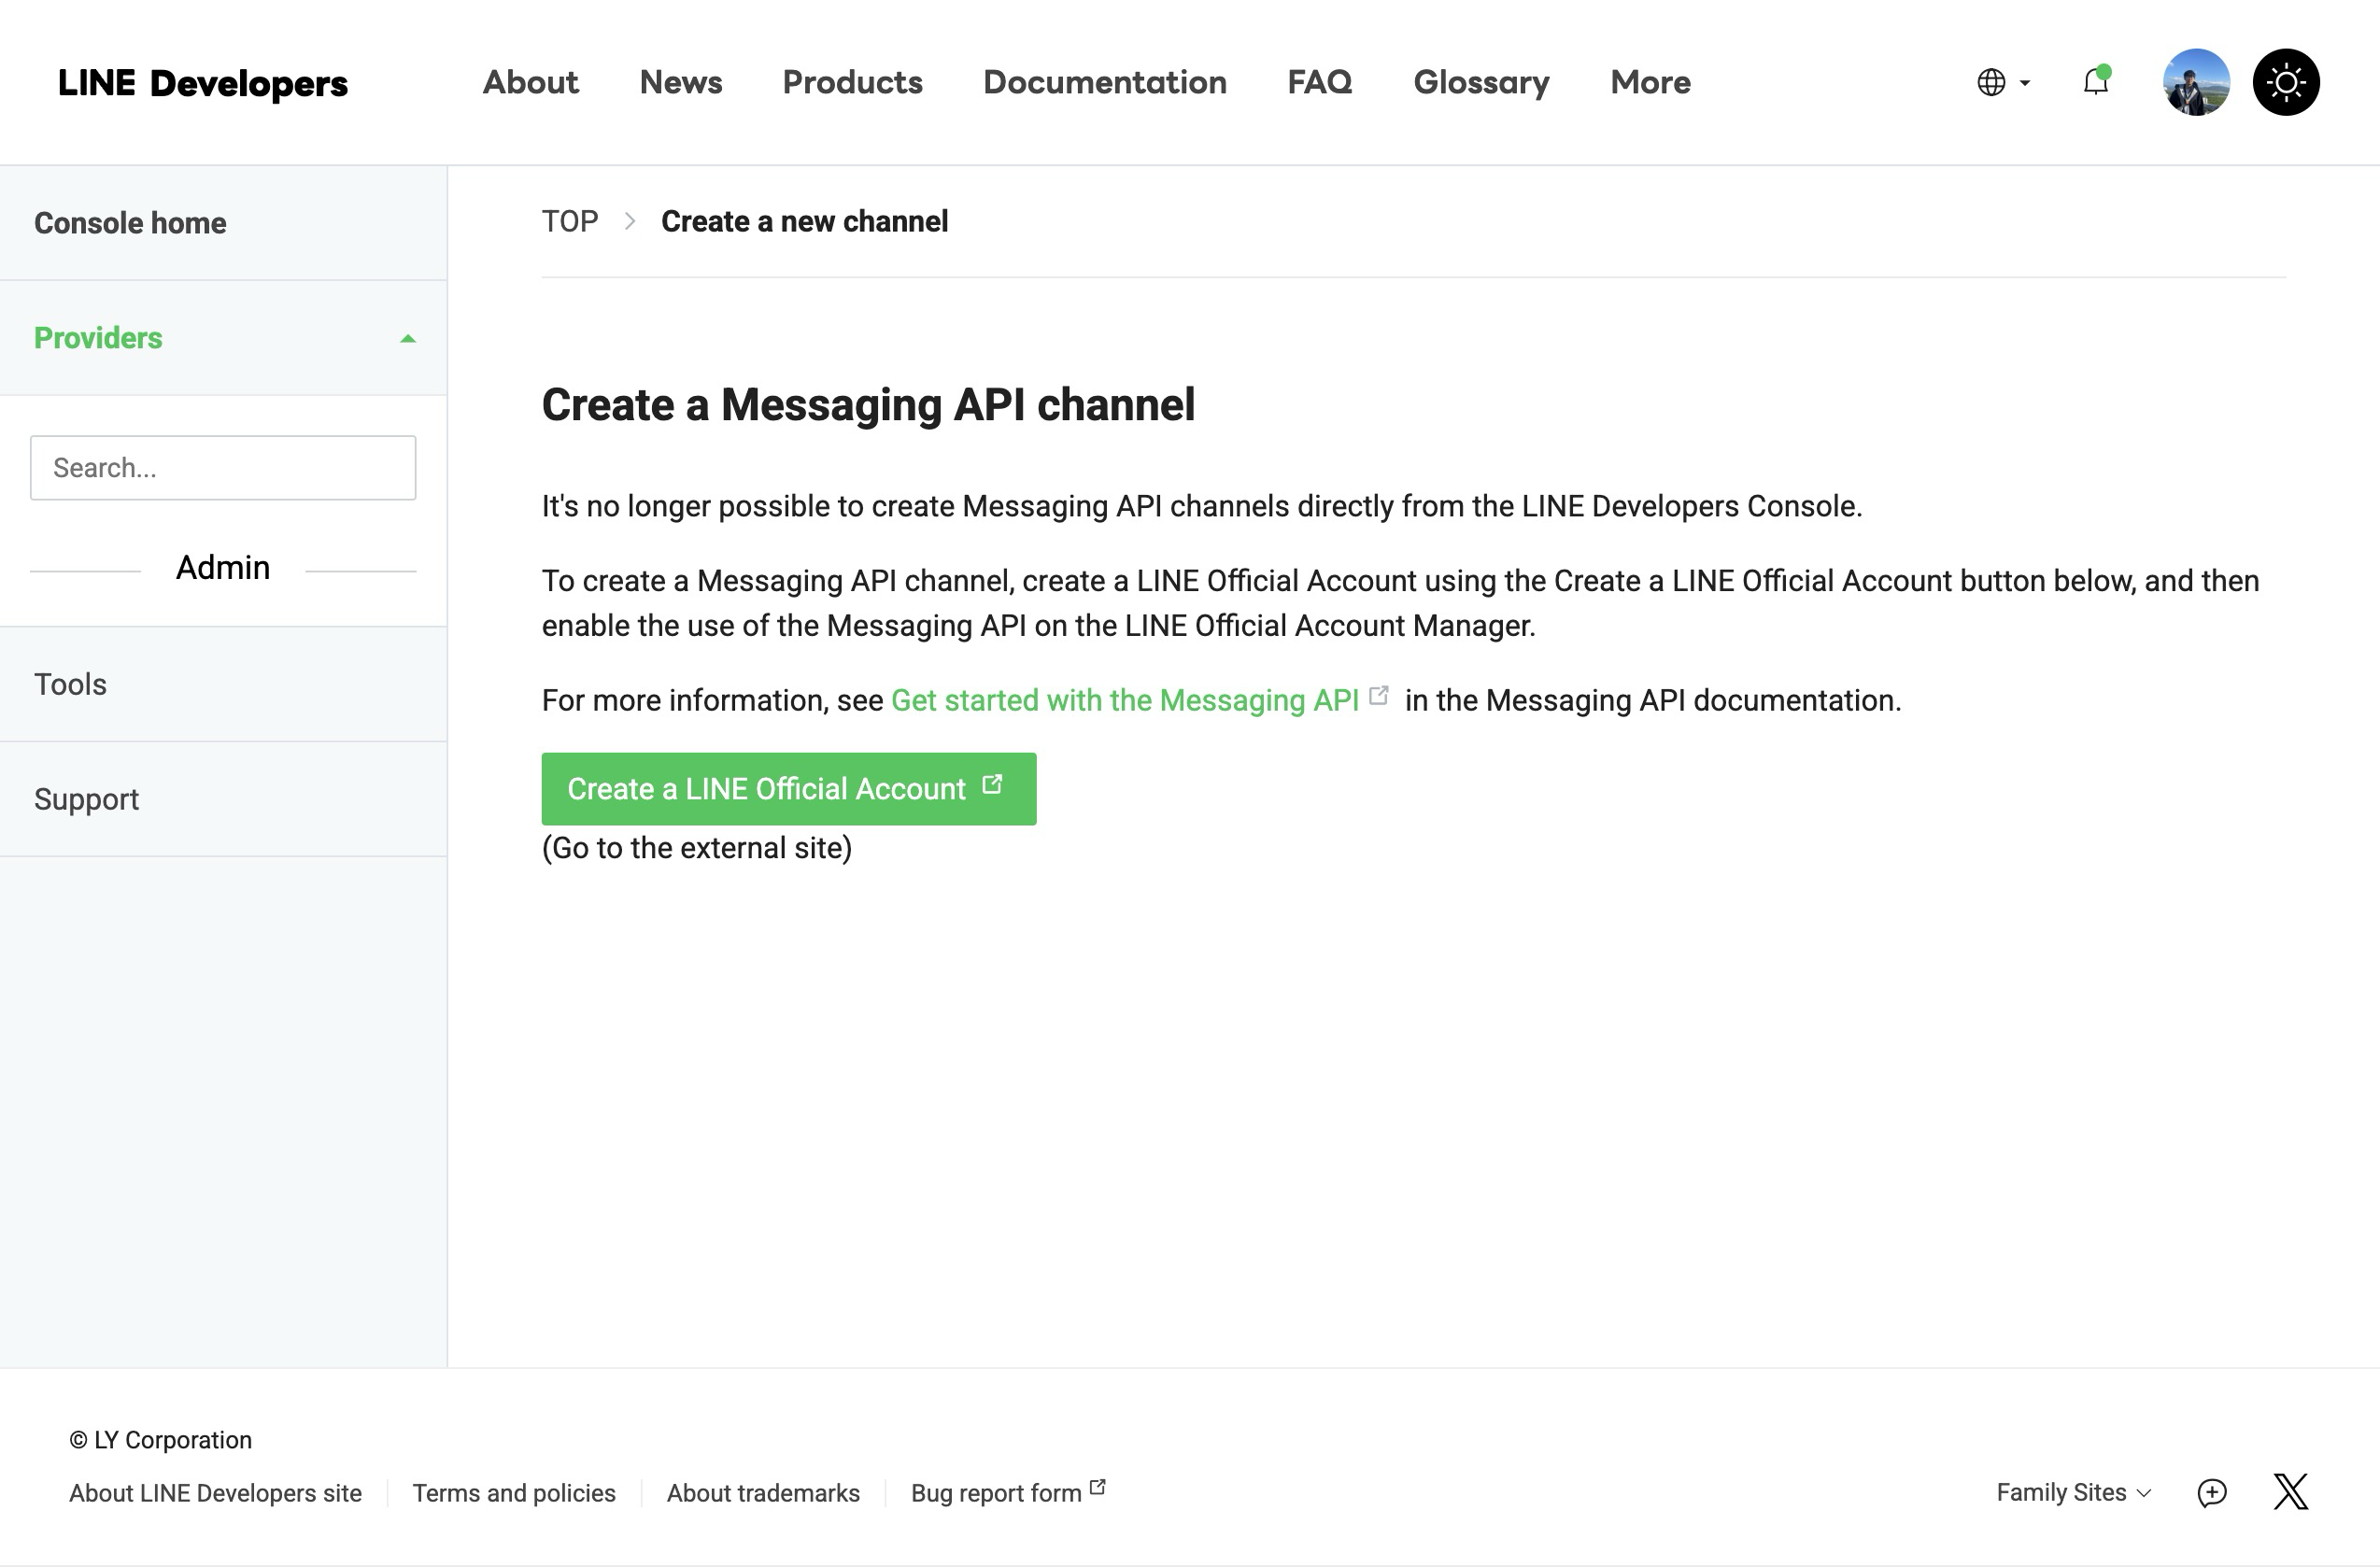 LINE Developers
About News Products Documentation FAQ Glossary More
Console home
Providers
Search...
Admin
Tools
Support
TOP > Create a new channel
Create a Messaging API channel
It's no longer possible to create Messaging API channels directly from the LINE Developers Console.
To create a Messaging API channel, create a LINE Official Account using the Create a LINE Official Account button below, and then
enable the use of the Messaging API on the LINE Official Account Manager.
For more information, see Get started with the Messaging API in the Messaging API documentation.
Create a LINE Official Account
(Go to the external site)
© LY Corporation
About LINE Developers site Terms and policies About trademarks Bug report form Family Sites